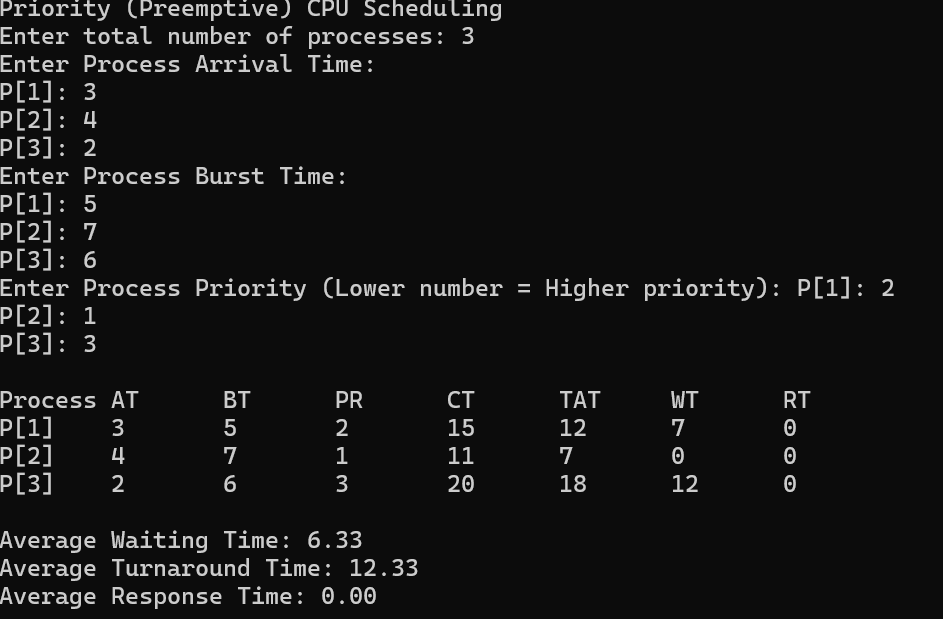 Priority (Preemptive) CPU Scheduling
Enter total number of processes: 3
Enter Process Arrival Time:
P[1]: 3
P[2]: 4
P[3]: 2
Enter Process Burst Time:
P[1]: 5
P[2]: 7
P[3]: 6
Enter Process Priority (Lower number = Higher priority): P[1]: 2
P[2]: 1
P[3]: 3
Process AT BT PR CT TAT WT RT
P[1] 3 5 2 15 12 7 0
P[2] 4 7 1 11 7 0 0
P[3] 2 6 3 20 18 12 0
Average Waiting Time: 6.33
Average Turnaround Time: 12.33
Average Response Time: 0.00